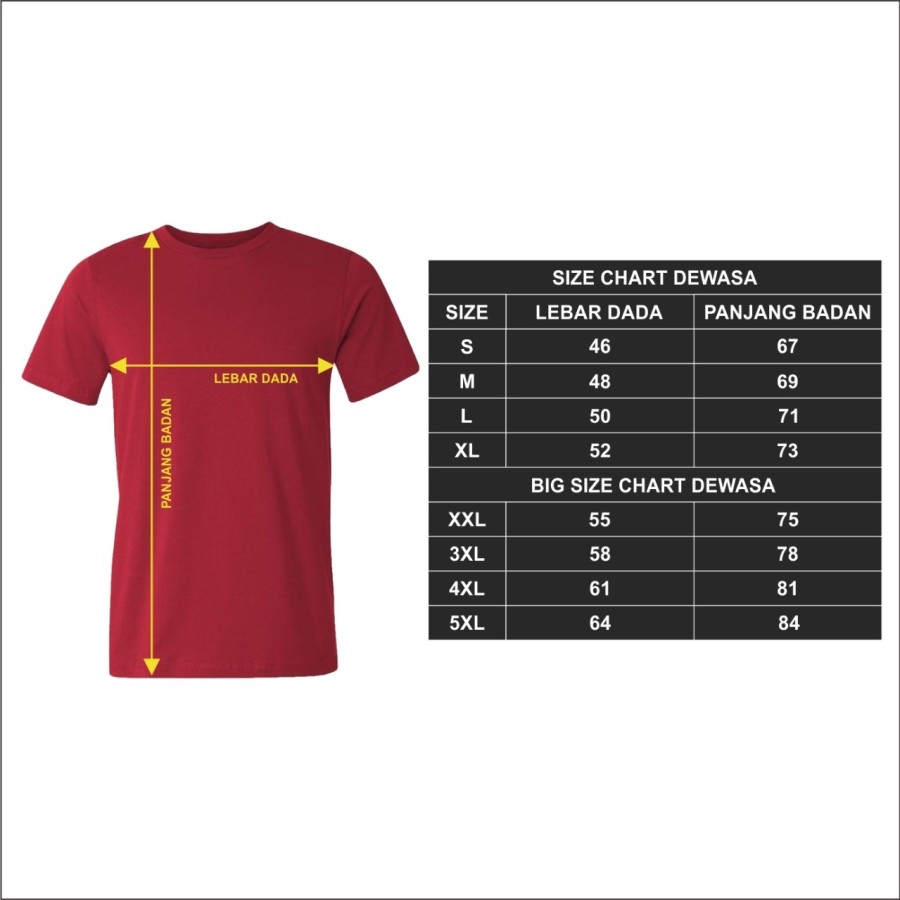 LEBAR DADA
PANJANG BADAN
SIZE CHART DEWASA
SIZE LEBAR DADA PANJANG BADAN
S 46 67
M 48 69
L 50 71
XL 52 73
BIG SIZE CHART DEWASA
XXL 55 75
3XL 58 78
4XL 61 81
5XL 64 84